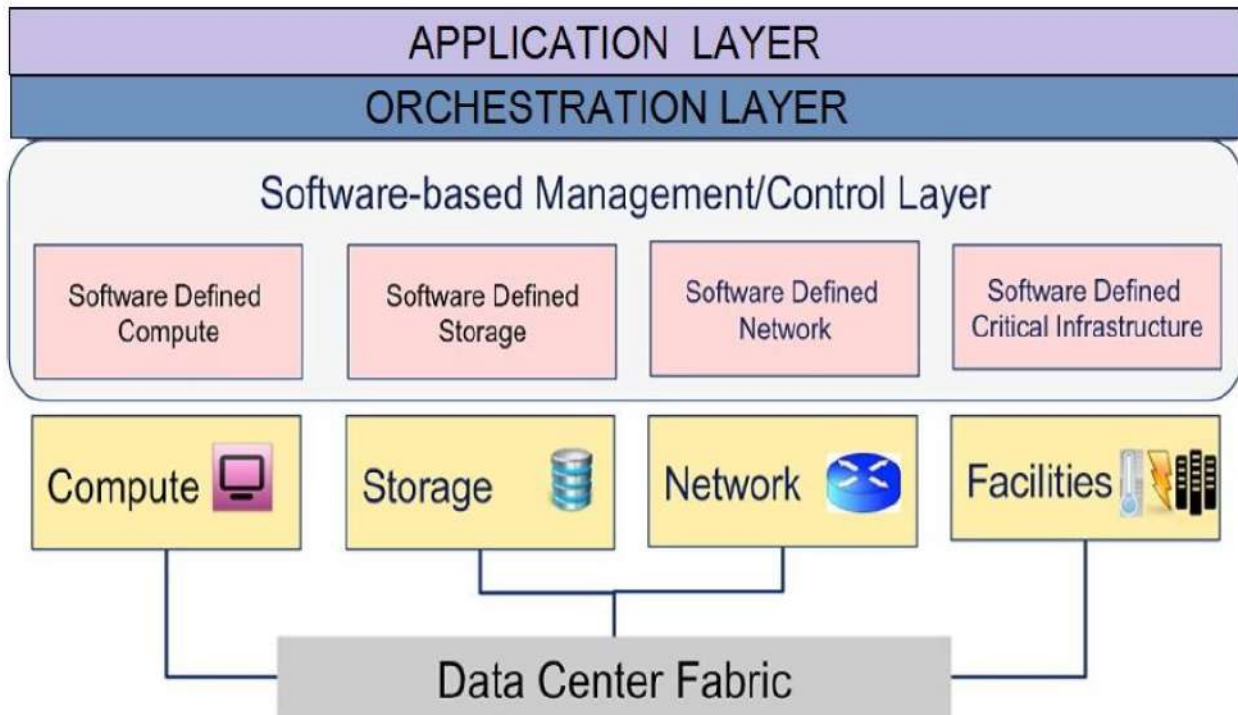 APPLICATION LAYER
ORCHESTRATION LAYER
Software-based Management/Control Layer
Software Defined
Compute
Software Defined
Storage
Software Defined
Network
Software Defined
Critical Infrastructure
Compute
Storage
Network
Facilities
Data Center Fabric